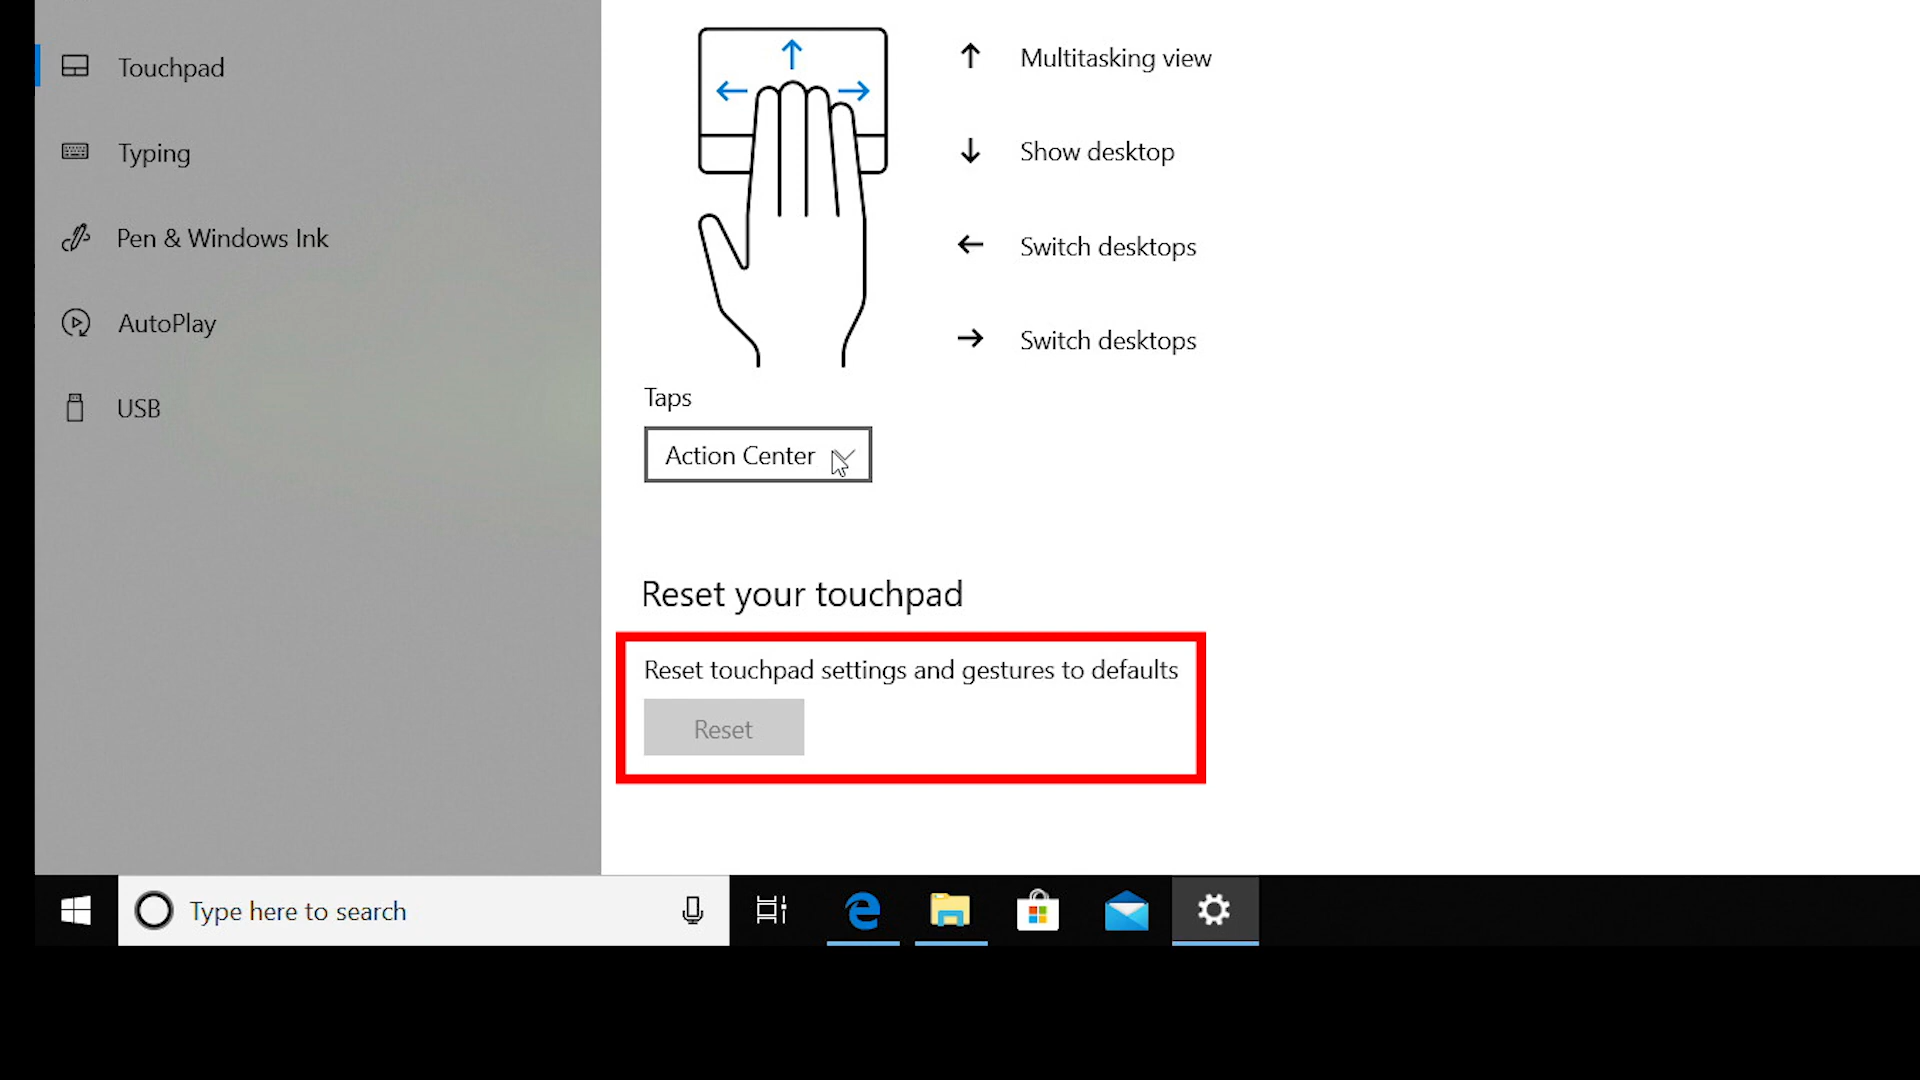 Touchpad
Typing
Pen & Windows Ink
AutoPlay
USB
Multitasking view
Show desktop
Switch desktops
Switch desktops
Taps
Action Center
Reset your touchpad
Reset touchpad settings and gestures to defaults
Reset
Type here to search